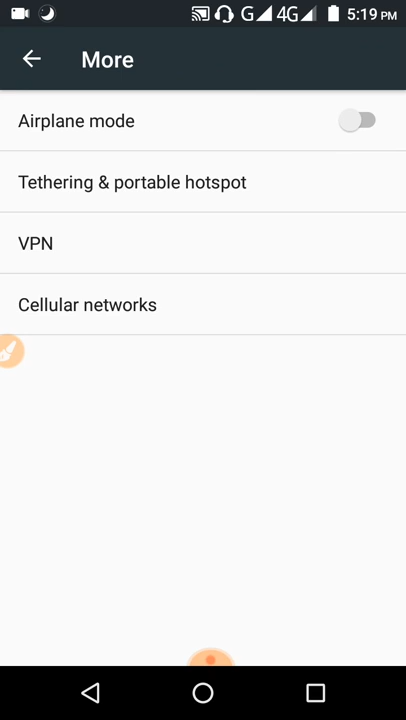 G 4G 5:19 PM
More
Airplane mode
Tethering & portable hotspot
VPN
Cellular networks